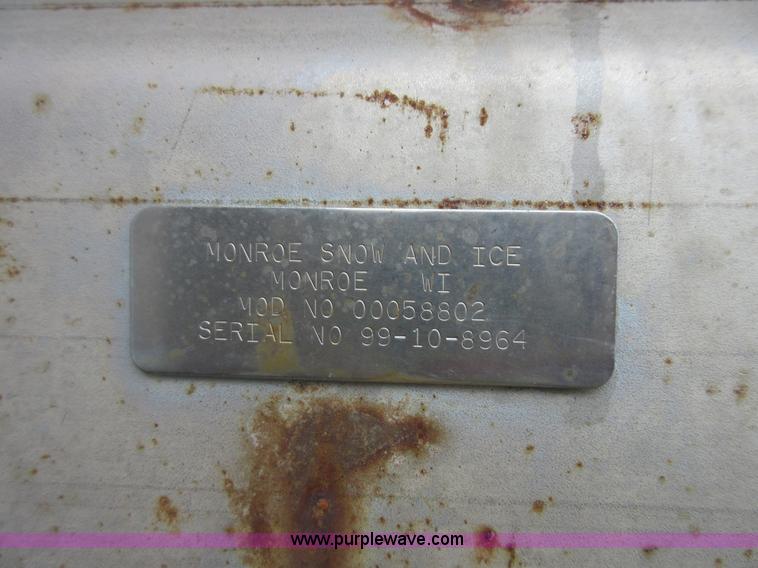 MONROE SNOW AND ICE
MONROE WI
MOD NO 00058802
SERIAL NO 99-10-8964
www.purplewave.com